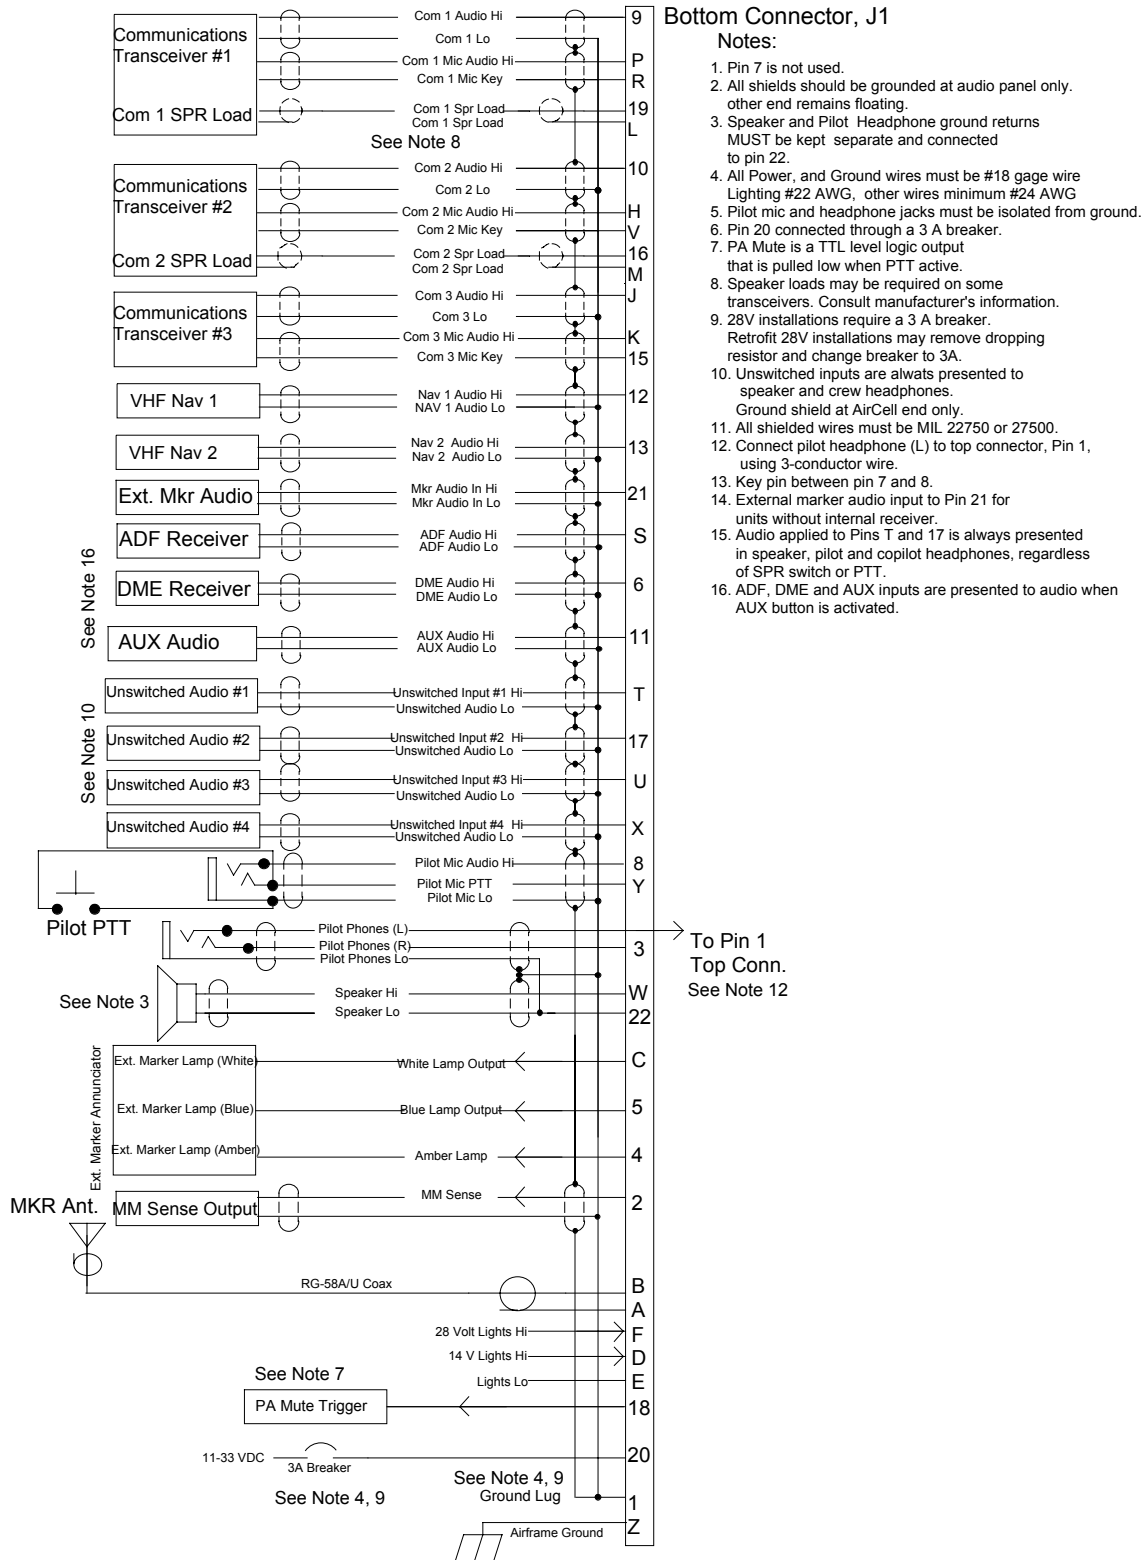 Bottom Connector, J1
Notes:
1. Pin 7 is not used.
2. All shields should be grounded at audio panel only.
other end remains floating.
3. Speaker and Pilot Headphone ground returns
MUST be kept separate and connected
to pin 22.
4. All Power, and Ground wires must be #18 gage wire
Lighting #22 AWG, other wires minimum #24 AWG
5. Pilot mic and headphone jacks must be isolated from ground.
6. Pin 20 connected through a 3 A breaker.
7. PA Mute is a TTL level logic output
that is pulled low when PTT active.
8. Speaker loads may be required on some
transceivers. Consult manufacturer's information.
9. 28V installations require a 3 A breaker.
Retrofit 28V installations may remove dropping
resistor and change breaker to 3A.
10. Unswitched inputs are alwats presented to
speaker and crew headphones.
Ground shield at AirCell end only.
11. All shielded wires must be MIL 22750 or 27500.
12. Connect pilot headphone (L) to top connector, Pin 1,
using 3-conductor wire.
13. Key pin between pin 7 and 8.
14. External marker audio input to Pin 21 for
units without internal receiver.
15. Audio applied to Pins T and 17 is always presented
in speaker, pilot and copilot headphones, regardless
of SPR switch or PTT.
16. ADF, DME and AUX inputs are presented to audio when
AUX button is activated.
Communications
Transceiver #1
Com 1 SPR Load
Com 1 Audio Hi
9
Com 1 Lo
Com 1 Mic Audio Hi
P
Com 1 Mic Key
R
Com 1 Spr Load
19
Com 1 Spr Load
L
See Note 8
Communications
Transceiver #2
Com 2 SPR Load
Com 2 Audio Hi
10
Com 2 Lo
Com 2 Mic Audio Hi
H
Com 2 Mic Key
V
Com 2 Spr Load
16
Com 2 Spr Load
M
Communications
Transceiver #3
Com 3 Audio Hi
J
Com 3 Lo
Com 3 Mic Audio Hi
K
Com 3 Mic Key
15
VHF Nav 1
Nav 1 Audio Hi
12
NAV 1 Audio Lo
VHF Nav 2
Nav 2 Audio Hi
13
Nav 2 Audio Lo
Ext. Mkr Audio
Mkr Audio In Hi
21
Mkr Audio In Lo
See Note 16
ADF Receiver
ADF Audio Hi
S
ADF Audio Lo
DME Receiver
DME Audio Hi
6
DME Audio Lo
AUX Audio
AUX Audio Hi
11
AUX Audio Lo
See Note 10
Unswitched Audio #1
Unswitched Input #1 Hi
T
Unswitched Audio Lo
Unswitched Audio #2
Unswitched Input #2 Hi
17
Unswitched Audio Lo
Unswitched Audio #3
Unswitched Input #3 Hi
U
Unswitched Audio Lo
Unswitched Audio #4
Unswitched Input #4 Hi
X
Unswitched Audio Lo
Pilot PTT
Pilot Mic Audio Hi
8
Pilot Mic PTT
Y
Pilot Mic Lo
Pilot Phones (L)
To Pin 1
Top Conn.
See Note 12
Pilot Phones (R)
3
Pilot Phones Lo
See Note 3
Speaker Hi
W
Speaker Lo
22
Ext. Marker Annunciator
Ext. Marker Lamp (White)
White Lamp Output
C
Ext. Marker Lamp (Blue)
Blue Lamp Output
5
Ext. Marker Lamp (Amber)
Amber Lamp
4
MKR Ant.
MM Sense Output
MM Sense
2
RG-58A/U Coax
B
A
28 Volt Lights Hi
F
14 V Lights Hi
D
Lights Lo
E
See Note 7
PA Mute Trigger
18
11-33 VDC
3A Breaker
20
See Note 4, 9
See Note 4, 9
Ground Lug
1
Airframe Ground
Z